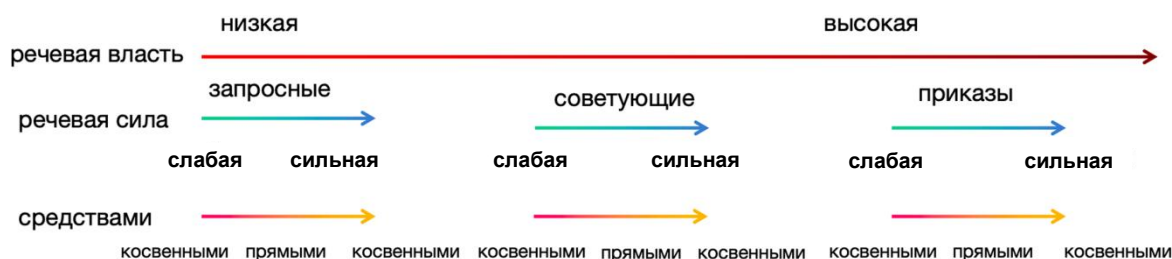 низкая высокая
речевая власть
запросные советующие приказы
речевая сила
слабая сильная слабая сильная слабая сильная
средствами
косвенными прямыми косвенными косвенными прямыми косвенными косвенными прямыми косвенными